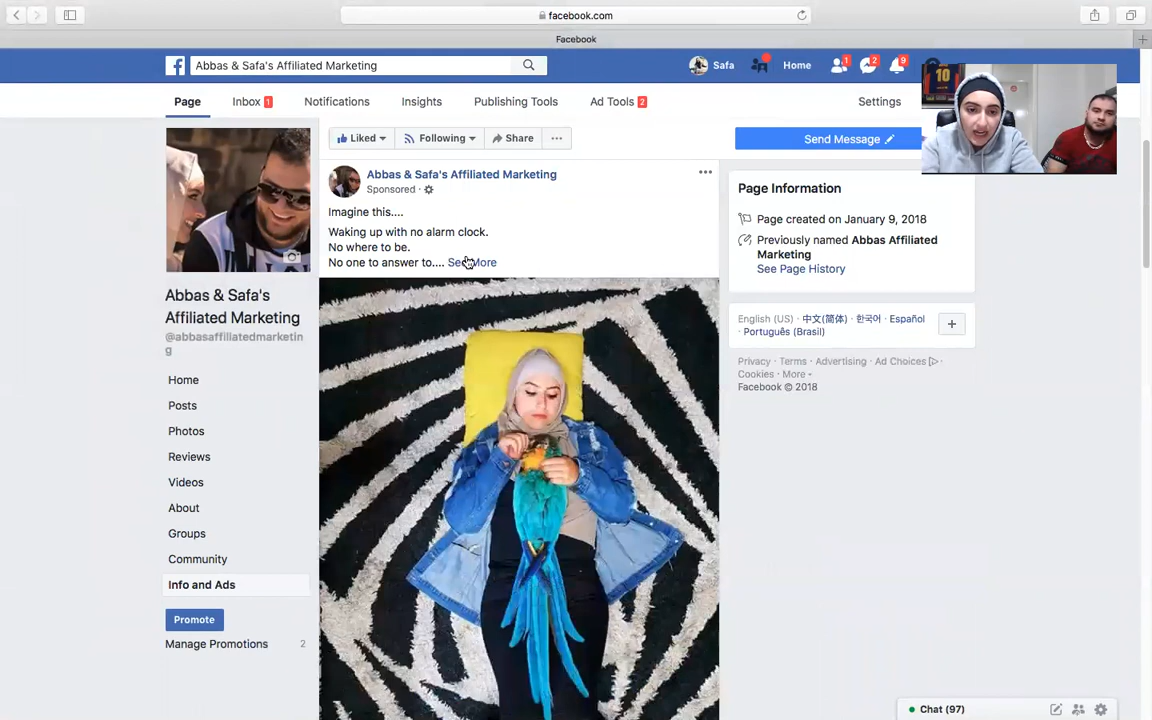 facebook.com
Facebook
Abbas & Safa's Affiliated Marketing
Safa
Home
1
2
9
10
Page
Inbox 1
Notifications
Insights
Publishing Tools
Ad Tools 2
Settings
Liked
Following
Share
Send Message
Abbas & Safa's Affiliated Marketing
Sponsored
Imagine this....
Waking up with no alarm clock.
No where to be.
No one to answer to.... See More
Abbas & Safa's
Affiliated Marketing
@abbasaffiliatedmarketin
g
Home
Posts
Photos
Reviews
Videos
About
Groups
Community
Info and Ads
Promote
Manage Promotions 2
Page Information
Page created on January 9, 2018
Previously named Abbas Affiliated
Marketing
See Page History
English (US) · 中文(简体) · 한국어 · Español
· Português (Brasil)
Privacy · Terms · Advertising · Ad Choices ·
Cookies · More
Facebook © 2018
Chat (97)